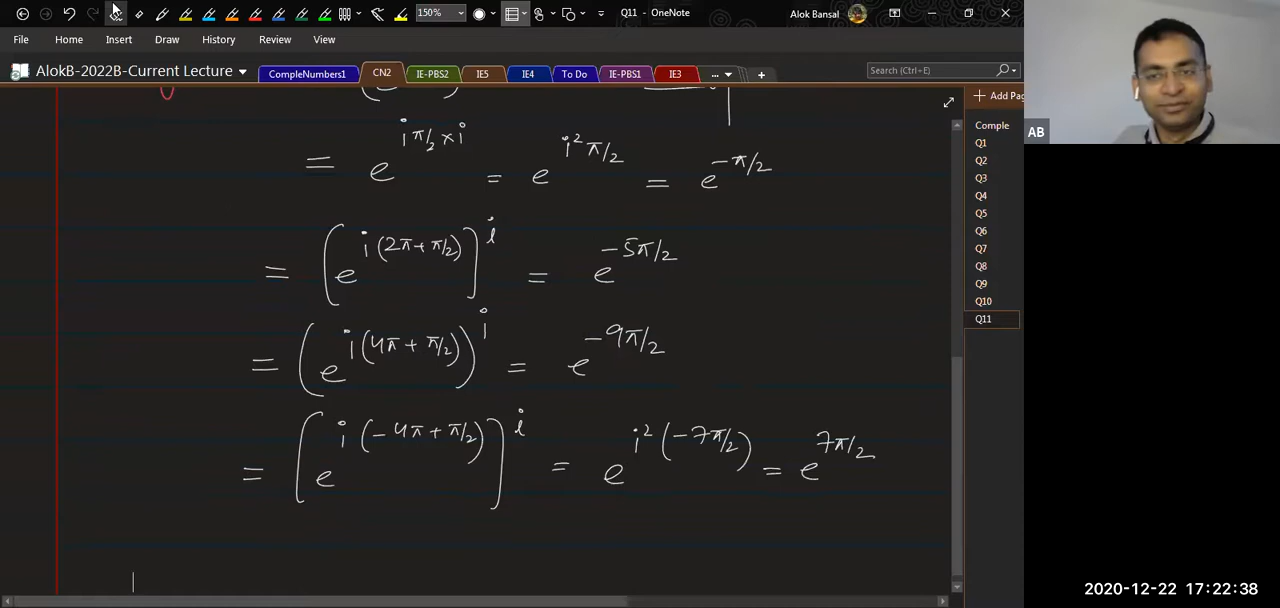 150%
Q11 - OneNote
Alok Bansal
File Home Insert Draw History Review View
AlokB-2022B-Current Lecture
CompleNumbers1 CN2 IE-PBS2 IE5 IE4 To Do IE-PBS1 IE3 ...
Search (Ctrl+E)
Add Pag
Comple
Q1
Q2
Q3
Q4
Q5
Q6
Q7
Q8
Q9
Q10
Q11
AB
= e^{iπ/2 × i} = e^{i²π/2} = e^{-π/2}
= [e^{i(2π+π/2)}]^i = e^{-5π/2}
= (e^{i(4π+π/2)})^i = e^{-9π/2}
= [e^{i(-4π+π/2)}]^i = e^{i²(-7π/2)} = e^{7π/2}
2020-12-22 17:22:38